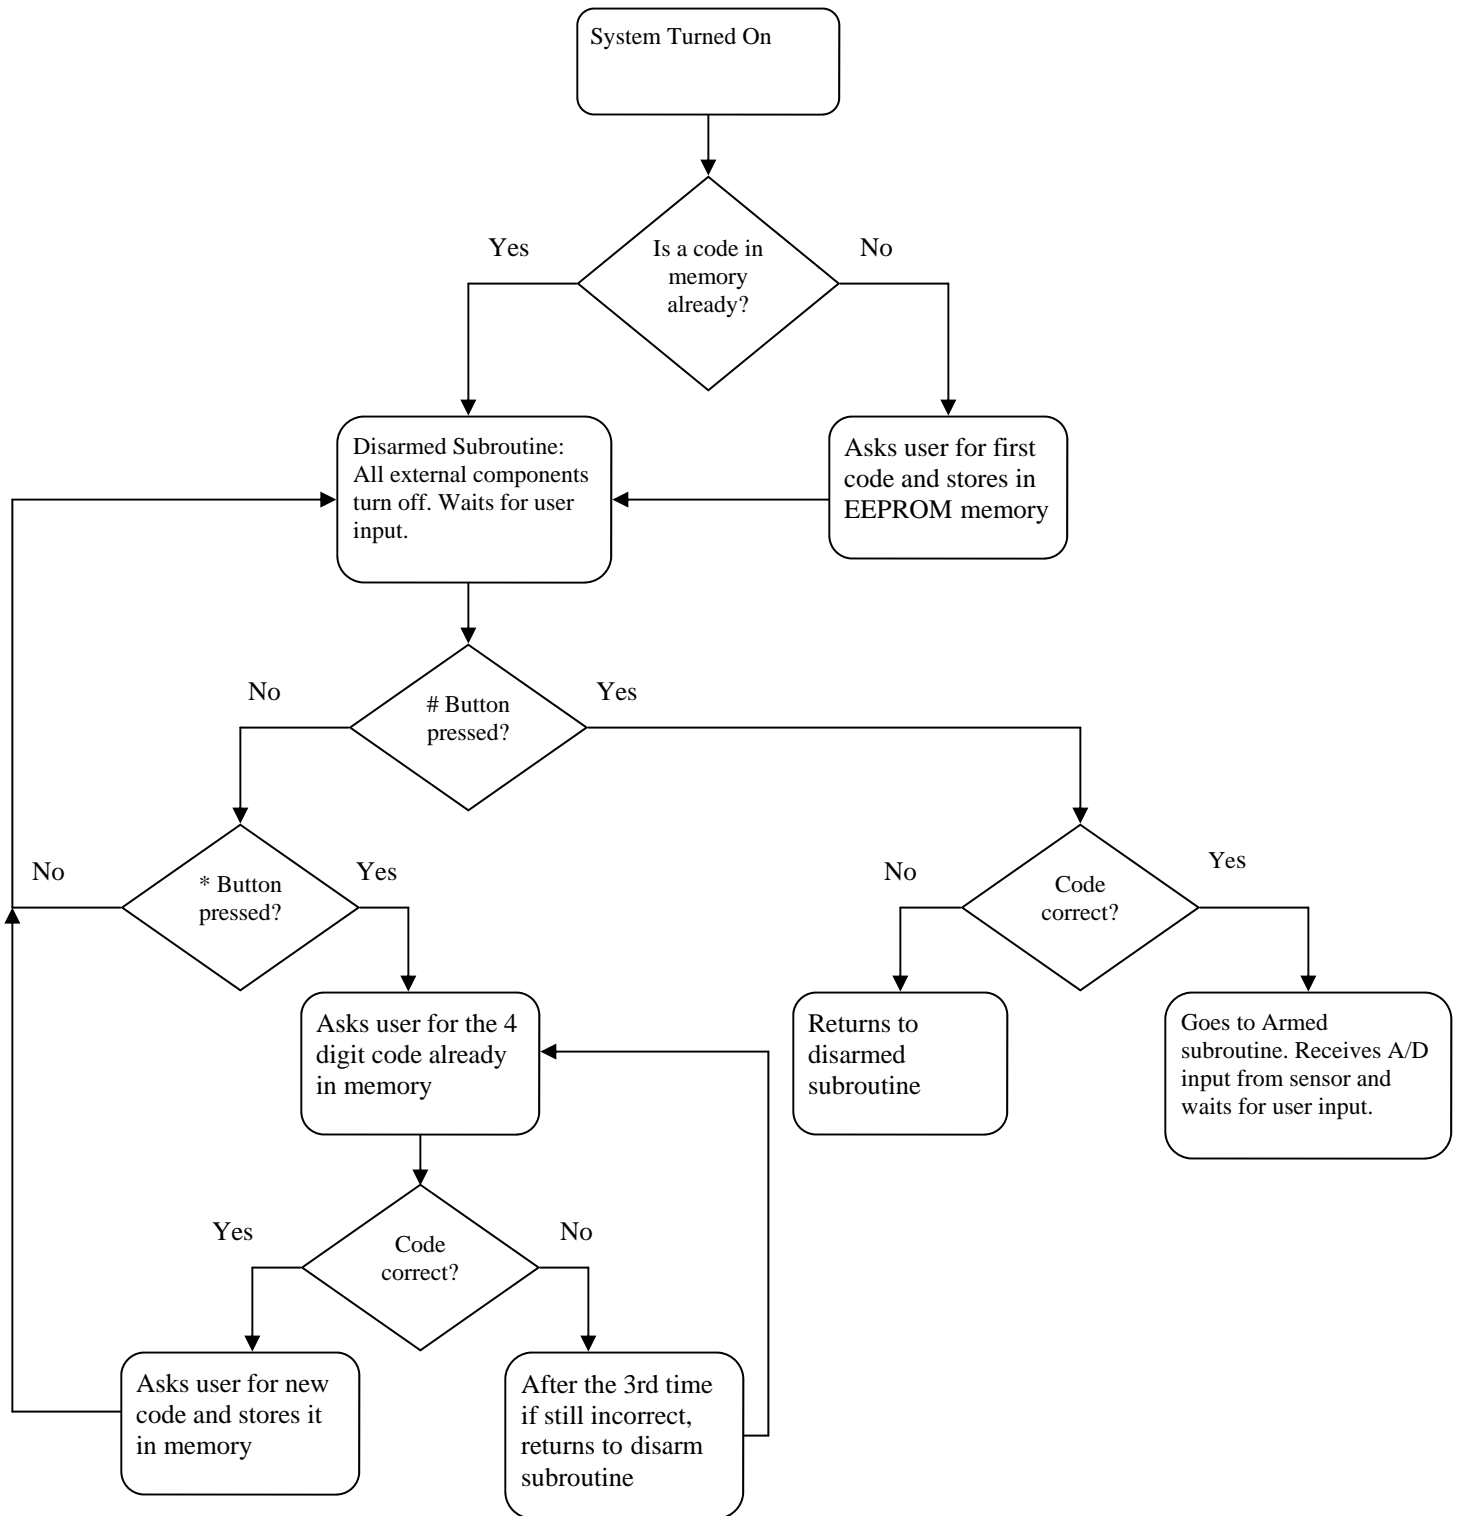 System Turned On
Yes
Is a code in
memory
already?
No
Disarmed Subroutine:
All external components
turn off. Waits for user
input.
Asks user for first
code and stores in
EEPROM memory
No
# Button
pressed?
Yes
No
* Button
pressed?
Yes
No
Code
correct?
Yes
Asks user for the 4
digit code already
in memory
Returns to
disarmed
subroutine
Goes to Armed
subroutine. Receives A/D
input from sensor and
waits for user input.
Yes
Code
correct?
No
Asks user for new
code and stores it
in memory
After the 3rd time
if still incorrect,
returns to disarm
subroutine